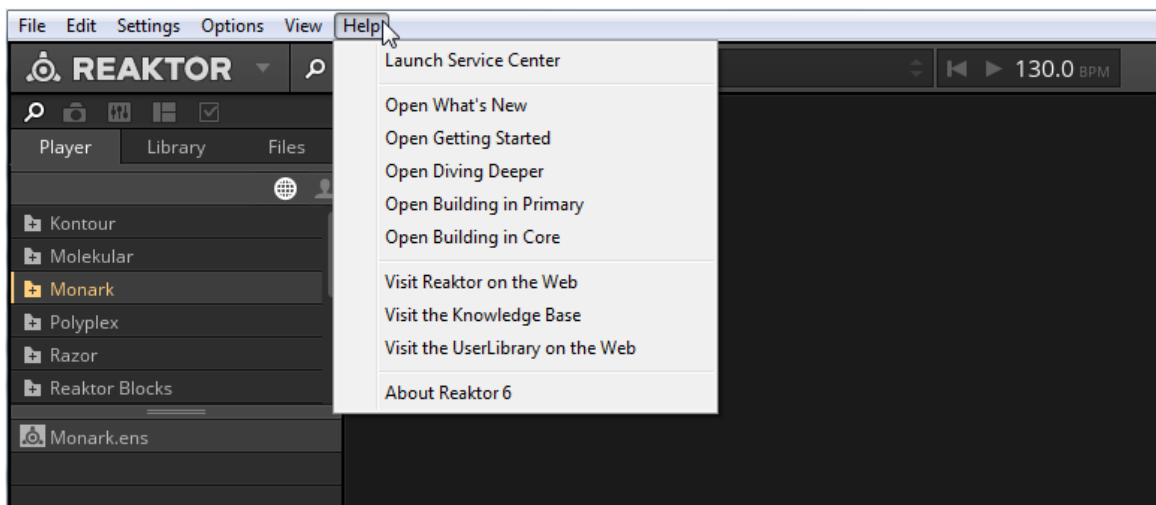 File Edit Settings Options View Help
REAKTOR
130.0 BPM
Player Library Files
Kontour
Molekular
Monark
Polyplex
Razor
Reaktor Blocks
Monark.ens
Launch Service Center
Open What's New
Open Getting Started
Open Diving Deeper
Open Building in Primary
Open Building in Core
Visit Reaktor on the Web
Visit the Knowledge Base
Visit the UserLibrary on the Web
About Reaktor 6